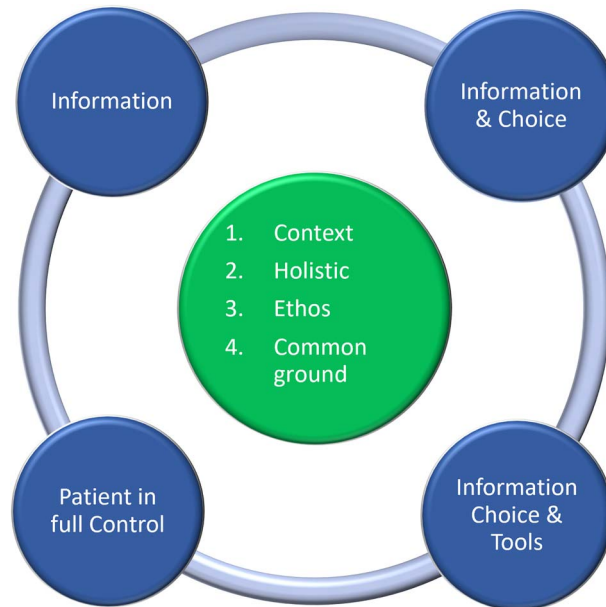 Information
Information
& Choice
1. Context
2. Holistic
3. Ethos
4. Common
ground
Patient in
full Control
Information
Choice &
Tools